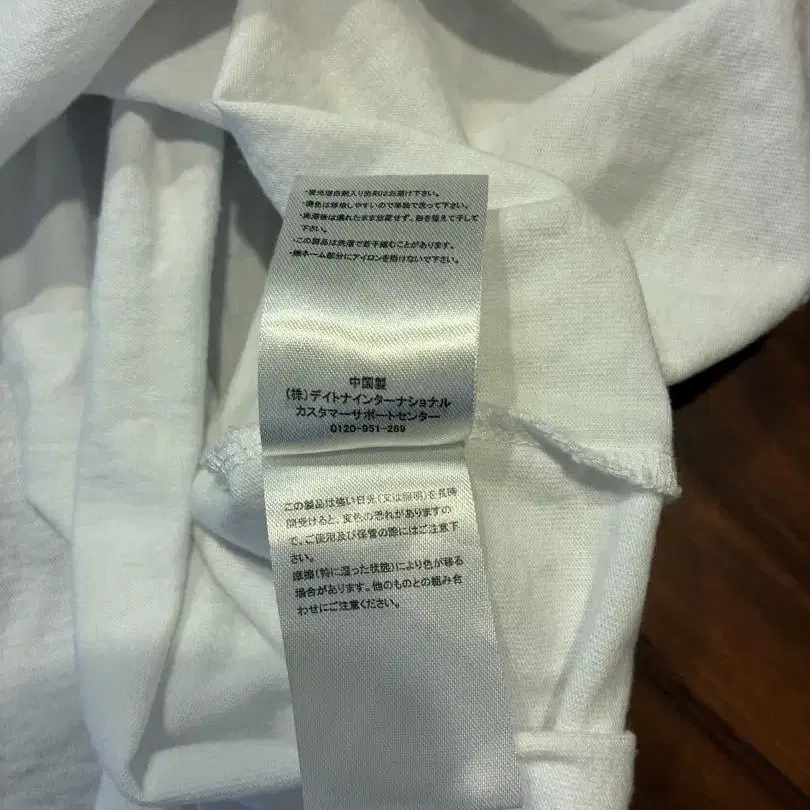 ・蛍光増白剤入り洗剤はお避け下さい。
・濃色は移染しやすいので単独で洗って下さい。
・洗濯後は濡れたまま放置せず、形を整えて干して
下さい。
・この製品は洗濯で若干縮むことがあります。
・織ネーム部分にアイロンを掛けないで下さい。
中国製
(株)デイトナインターナショナル
カスタマーサポートセンター
0120-951-269
この製品は強い日光(又は照明)を長時
間受けると、変色の恐れがありますの
で、ご使用及び保管の際にはご注意下
さい。
摩擦(特に湿った状態)により色が移る
場合があります。他のものとの組み合
わせにご注意ください。